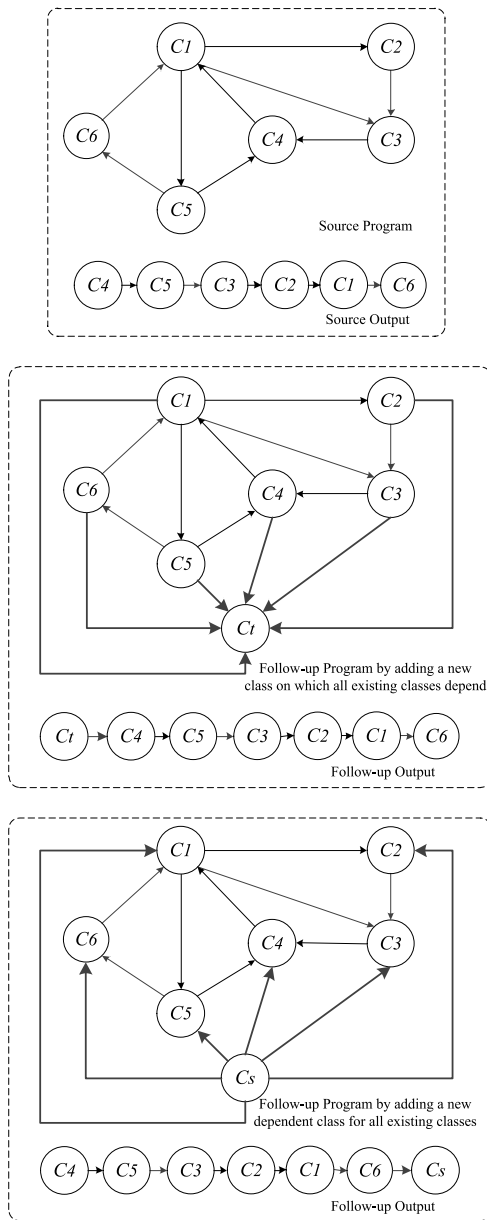 C1 C2
C6 C4 C3
C5
Source Program
C4 C5 C3 C2 C1 C6
Source Output
C1 C2
C6 C4 C3
C5
Ct
Follow-up Program by adding a new
class on which all existing classes depend
Ct C4 C5 C3 C2 C1 C6
Follow-up Output
C1 C2
C6 C4 C3
C5
Cs
Follow-up Program by adding a new
dependent class for all existing classes
C4 C5 C3 C2 C1 C6 Cs
Follow-up Output